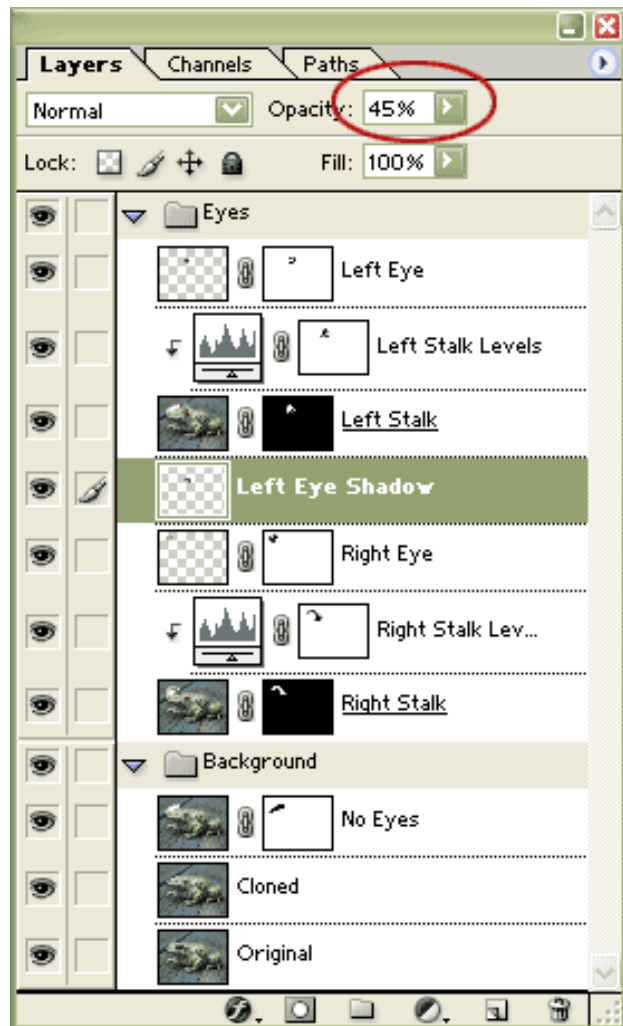 Layers Channels Paths
Normal Opacity: 45%
Lock: Fill: 100%
Eyes
Left Eye
Left Stalk Levels
Left Stalk
Left Eye Shadow
Right Eye
Right Stalk Lev...
Right Stalk
Background
No Eyes
Cloned
Original